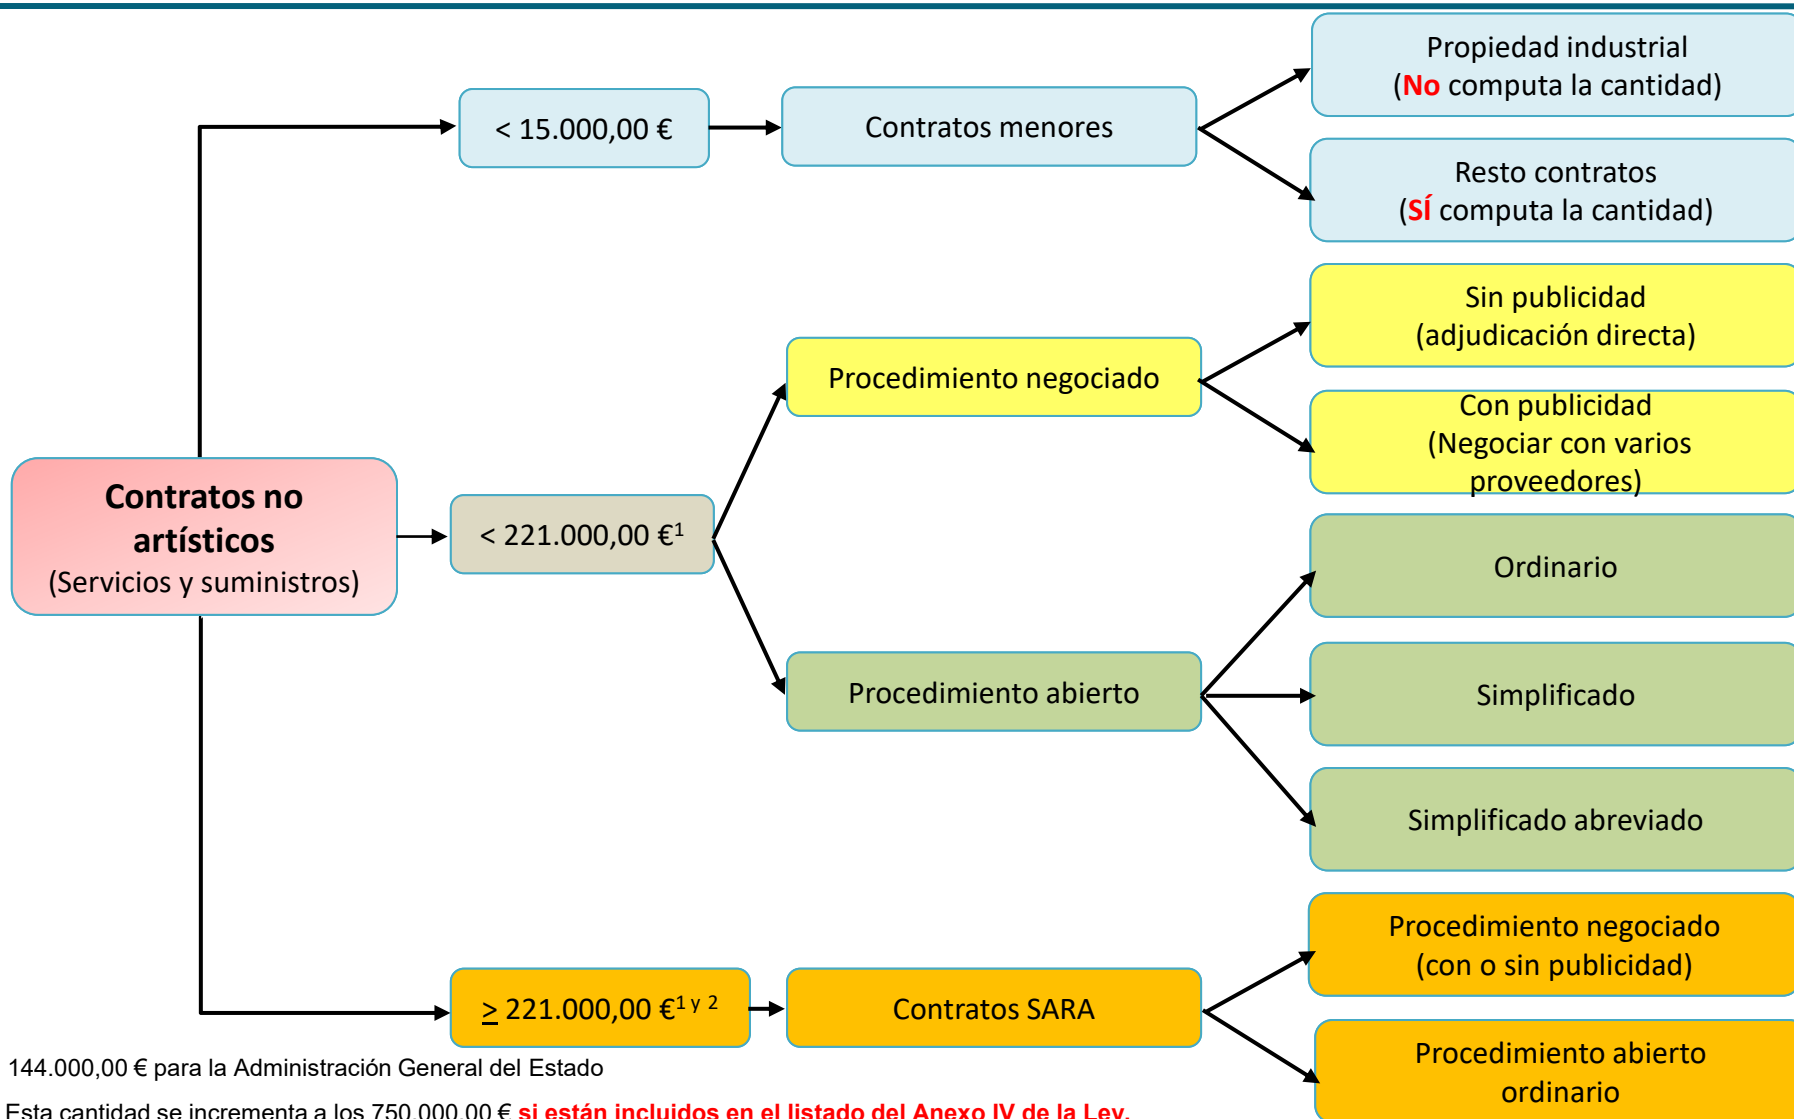 Propiedad industrial
(No computa la cantidad)
< 15.000,00 €
Contratos menores
Resto contratos
(SÍ computa la cantidad)
Sin publicidad
(adjudicación directa)
Procedimiento negociado
Con publicidad
(Negociar con varios
proveedores)
Contratos no
artísticos
(Servicios y suministros)
< 221.000,00 €1
Ordinario
Procedimiento abierto
Simplificado
Simplificado abreviado
Procedimiento negociado
(con o sin publicidad)
≥ 221.000,00 €1 y 2
Contratos SARA
Procedimiento abierto
ordinario
144.000,00 € para la Administración General del Estado
Esta cantidad se incrementa a los 750.000,00 € si están incluidos en el listado del Anexo IV de la Ley.